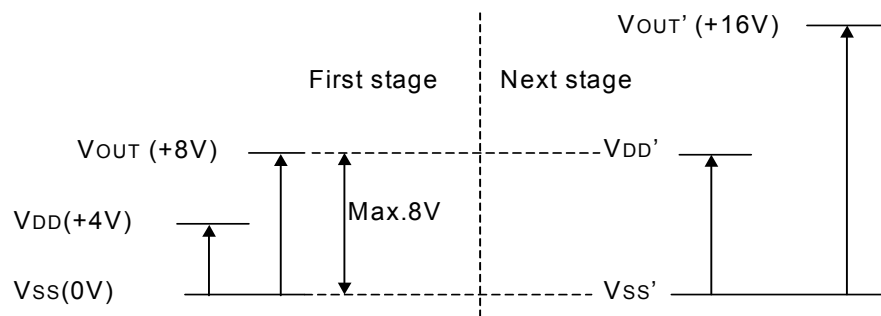 VOUT' (+16V)
First stage
Next stage
VOUT (+8V)
VDD'
VDD(+4V)
Max.8V
VSS(0V)
VSS'